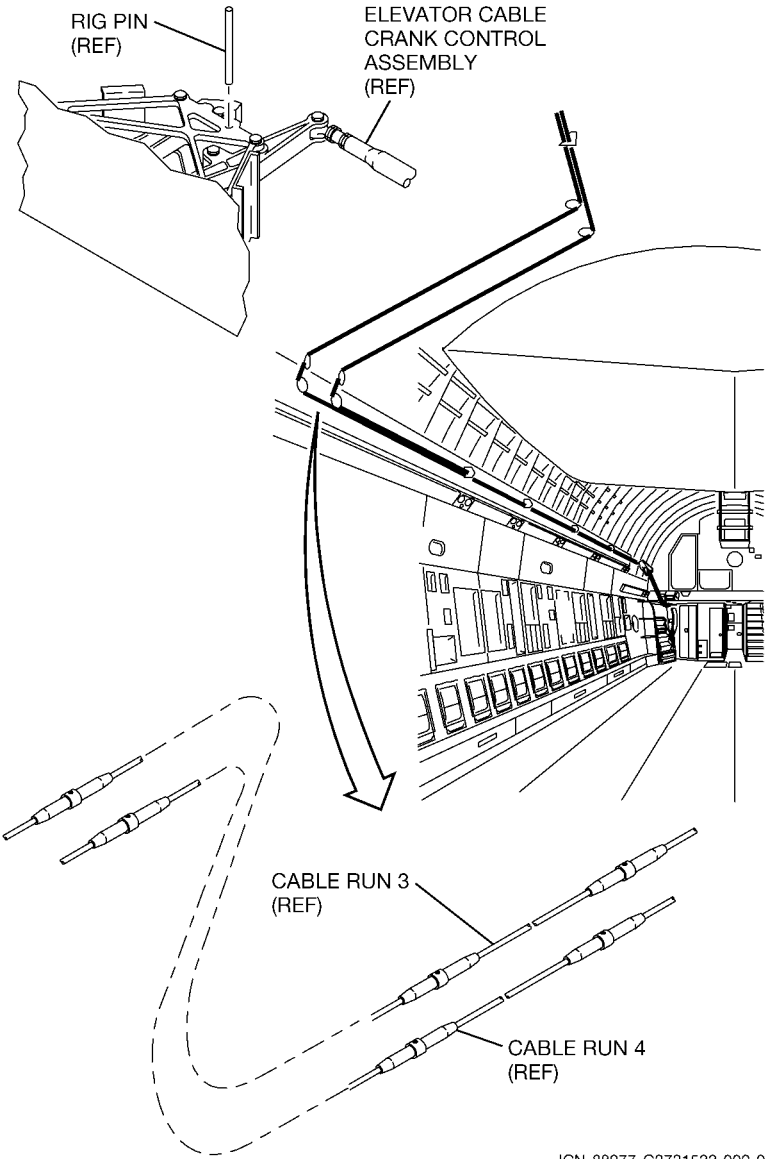 RIG PIN
(REF)
ELEVATOR CABLE
CRANK CONTROL
ASSEMBLY
(REF)
CABLE RUN 3
(REF)
CABLE RUN 4
(REF)